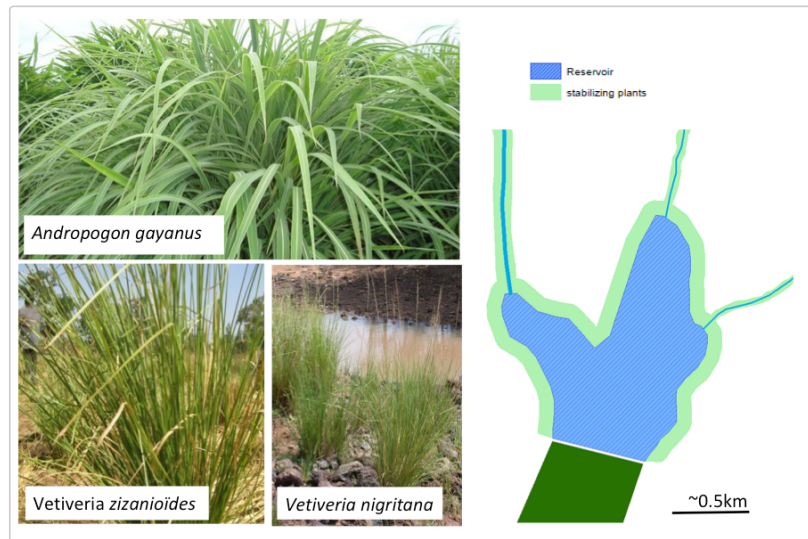 Andropogon gayanus
Vetiveria zizanioïdes
Vetiveria nigritana
Reservoir
stabilizing plants
~0.5km